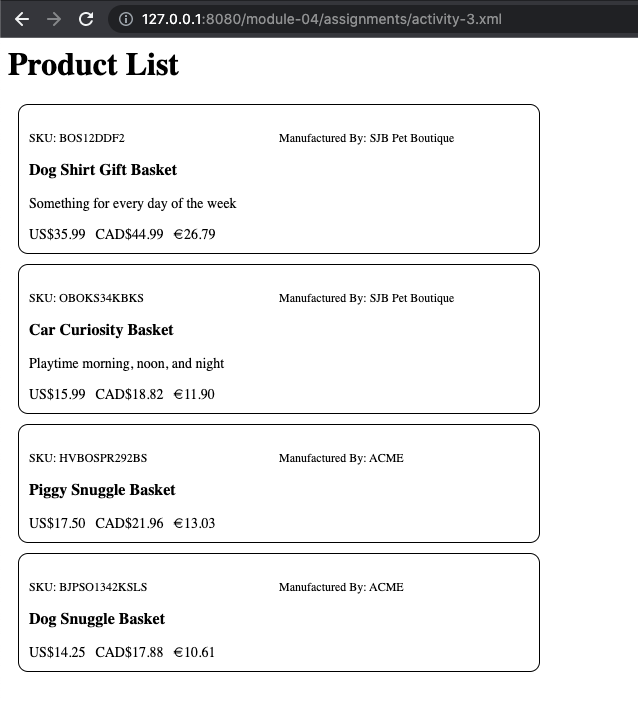 127.0.0.1:8080/module-04/assignments/activity-3.xml
Product List
SKU: BOS12DDF2 Manufactured By: SJB Pet Boutique
Dog Shirt Gift Basket
Something for every day of the week
US$35.99 CAD$44.99 €26.79
SKU: OBOKS34KBKS Manufactured By: SJB Pet Boutique
Car Curiosity Basket
Playtime morning, noon, and night
US$15.99 CAD$18.82 €11.90
SKU: HVBOSPR292BS Manufactured By: ACME
Piggy Snuggle Basket
US$17.50 CAD$21.96 €13.03
SKU: BJPSO1342KSLS Manufactured By: ACME
Dog Snuggle Basket
US$14.25 CAD$17.88 €10.61